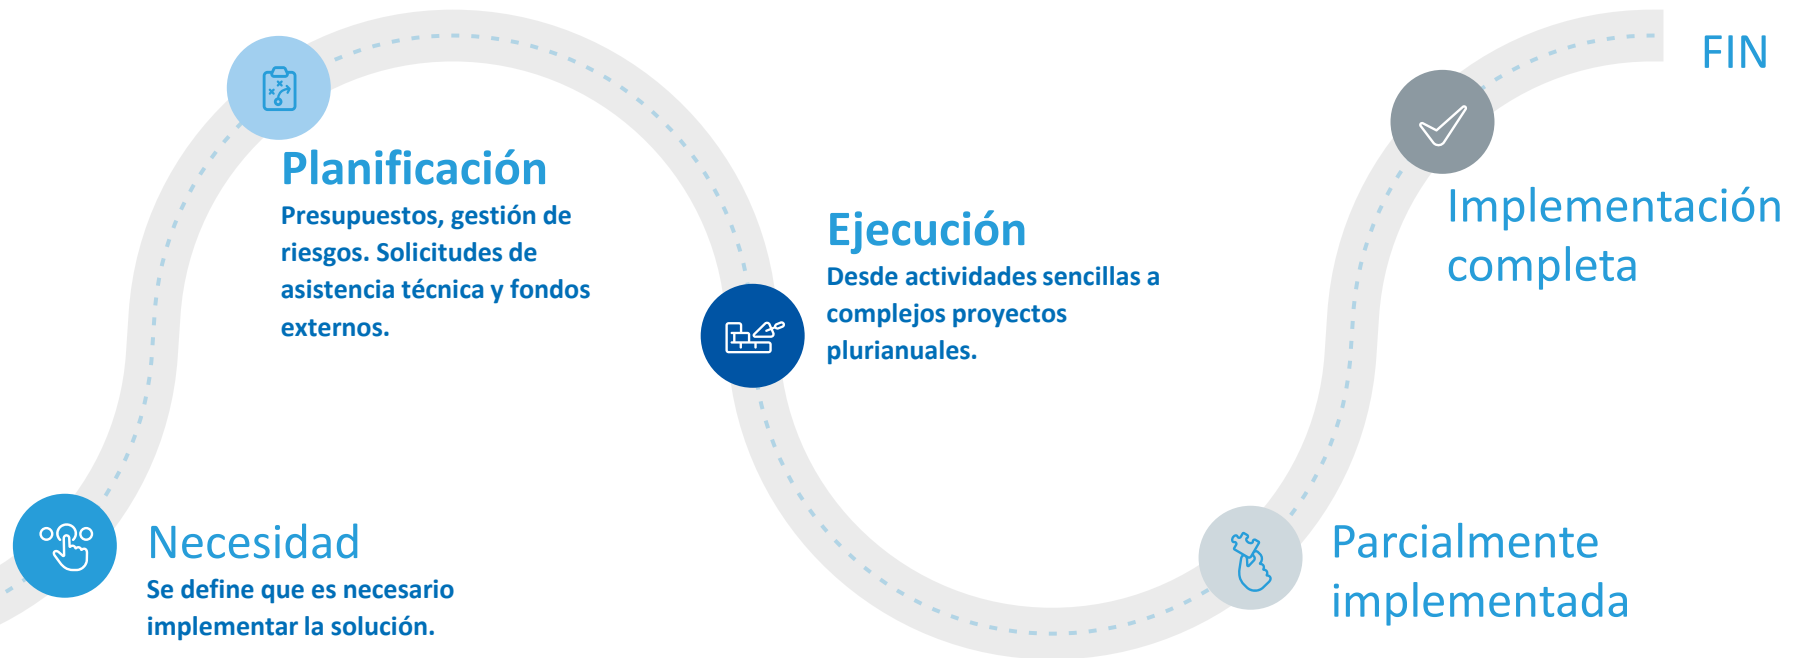 Necesidad
Se define que es necesario
implementar la solución.
Planificación
Presupuestos, gestión de
riesgos. Solicitudes de
asistencia técnica y fondos
externos.
Ejecución
Desde actividades sencillas a
complejos proyectos
plurianuales.
Parcialmente
implementada
Implementación
completa
FIN